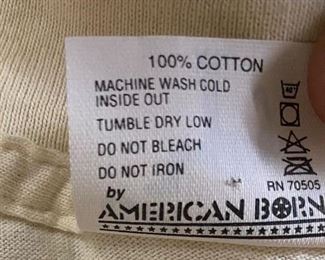 100% COTTON
MACHINE WASH COLD
INSIDE OUT
TUMBLE DRY LOW
DO NOT BLEACH
DO NOT IRON
RN 70505
by
AMERICAN BORN